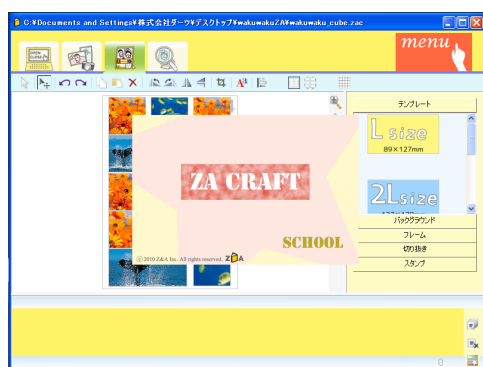 C:¥Documents and Settings¥株式会社ダーツ¥デスクトップ¥wakuwakuZA¥wakuwaku_cube.zac
OPEN
CLOSE
menu
テンプレート
L size
89×127mm
2Lsize
バックグラウンド
フレーム
切り抜き
スタンプ
ZA CRAFT
SCHOOL
© 2010 Z&A Inc. All rights reserved. Z&A
0